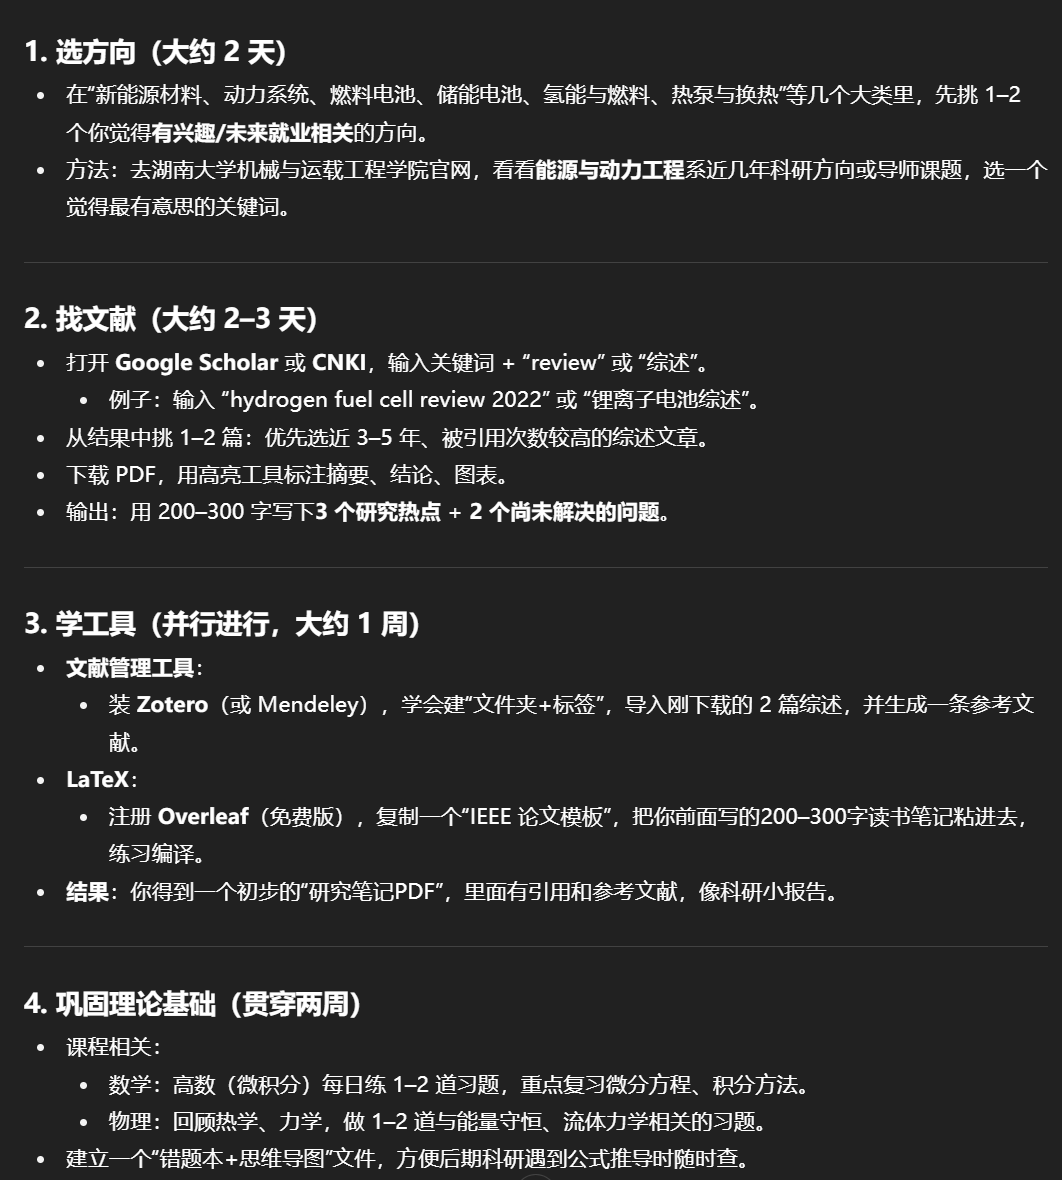 1. 选方向（大约 2 天）
• 在“新能源材料、动力系统、燃料电池、储能电池、氢能与燃料、热泵与换热”等几个大类里，先挑 1–2
个你觉得有兴趣/未来就业相关的方向。
• 方法：去湖南大学机械与运载工程学院官网，看看能源与动力工程系近几年科研方向或导师课题，选一个
觉得最有意思的关键词。
2. 找文献（大约 2–3 天）
• 打开 Google Scholar 或 CNKI，输入关键词 + “review” 或 “综述”。
• 例子：输入 “hydrogen fuel cell review 2022” 或 “锂离子电池综述”。
• 从结果中挑 1–2 篇：优先选近 3–5 年、被引用次数较高的综述文章。
• 下载 PDF，用高亮工具标注摘要、结论、图表。
• 输出：用 200–300 字写下3 个研究热点 + 2 个尚未解决的问题。
3. 学工具（并行进行，大约 1 周）
• 文献管理工具：
• 装 Zotero（或 Mendeley），学会建“文件夹+标签”，导入刚下载的 2 篇综述，并生成一条参考文
献。
• LaTeX：
• 注册 Overleaf（免费版），复制一个“IEEE 论文模板”，把你前面写的200–300字读书笔记粘进去，
练习编译。
• 结果：你得到一个初步的“研究笔记PDF”，里面有引用和参考文献，像科研小报告。
4. 巩固理论基础（贯穿两周）
• 课程相关：
• 数学：高数（微积分）每日练 1–2 道习题，重点复习微分方程、积分方法。
• 物理：回顾热学、力学，做 1–2 道与能量守恒、流体力学相关的习题。
• 建立一个“错题本+思维导图”文件，方便后期科研遇到公式推导时随时查。